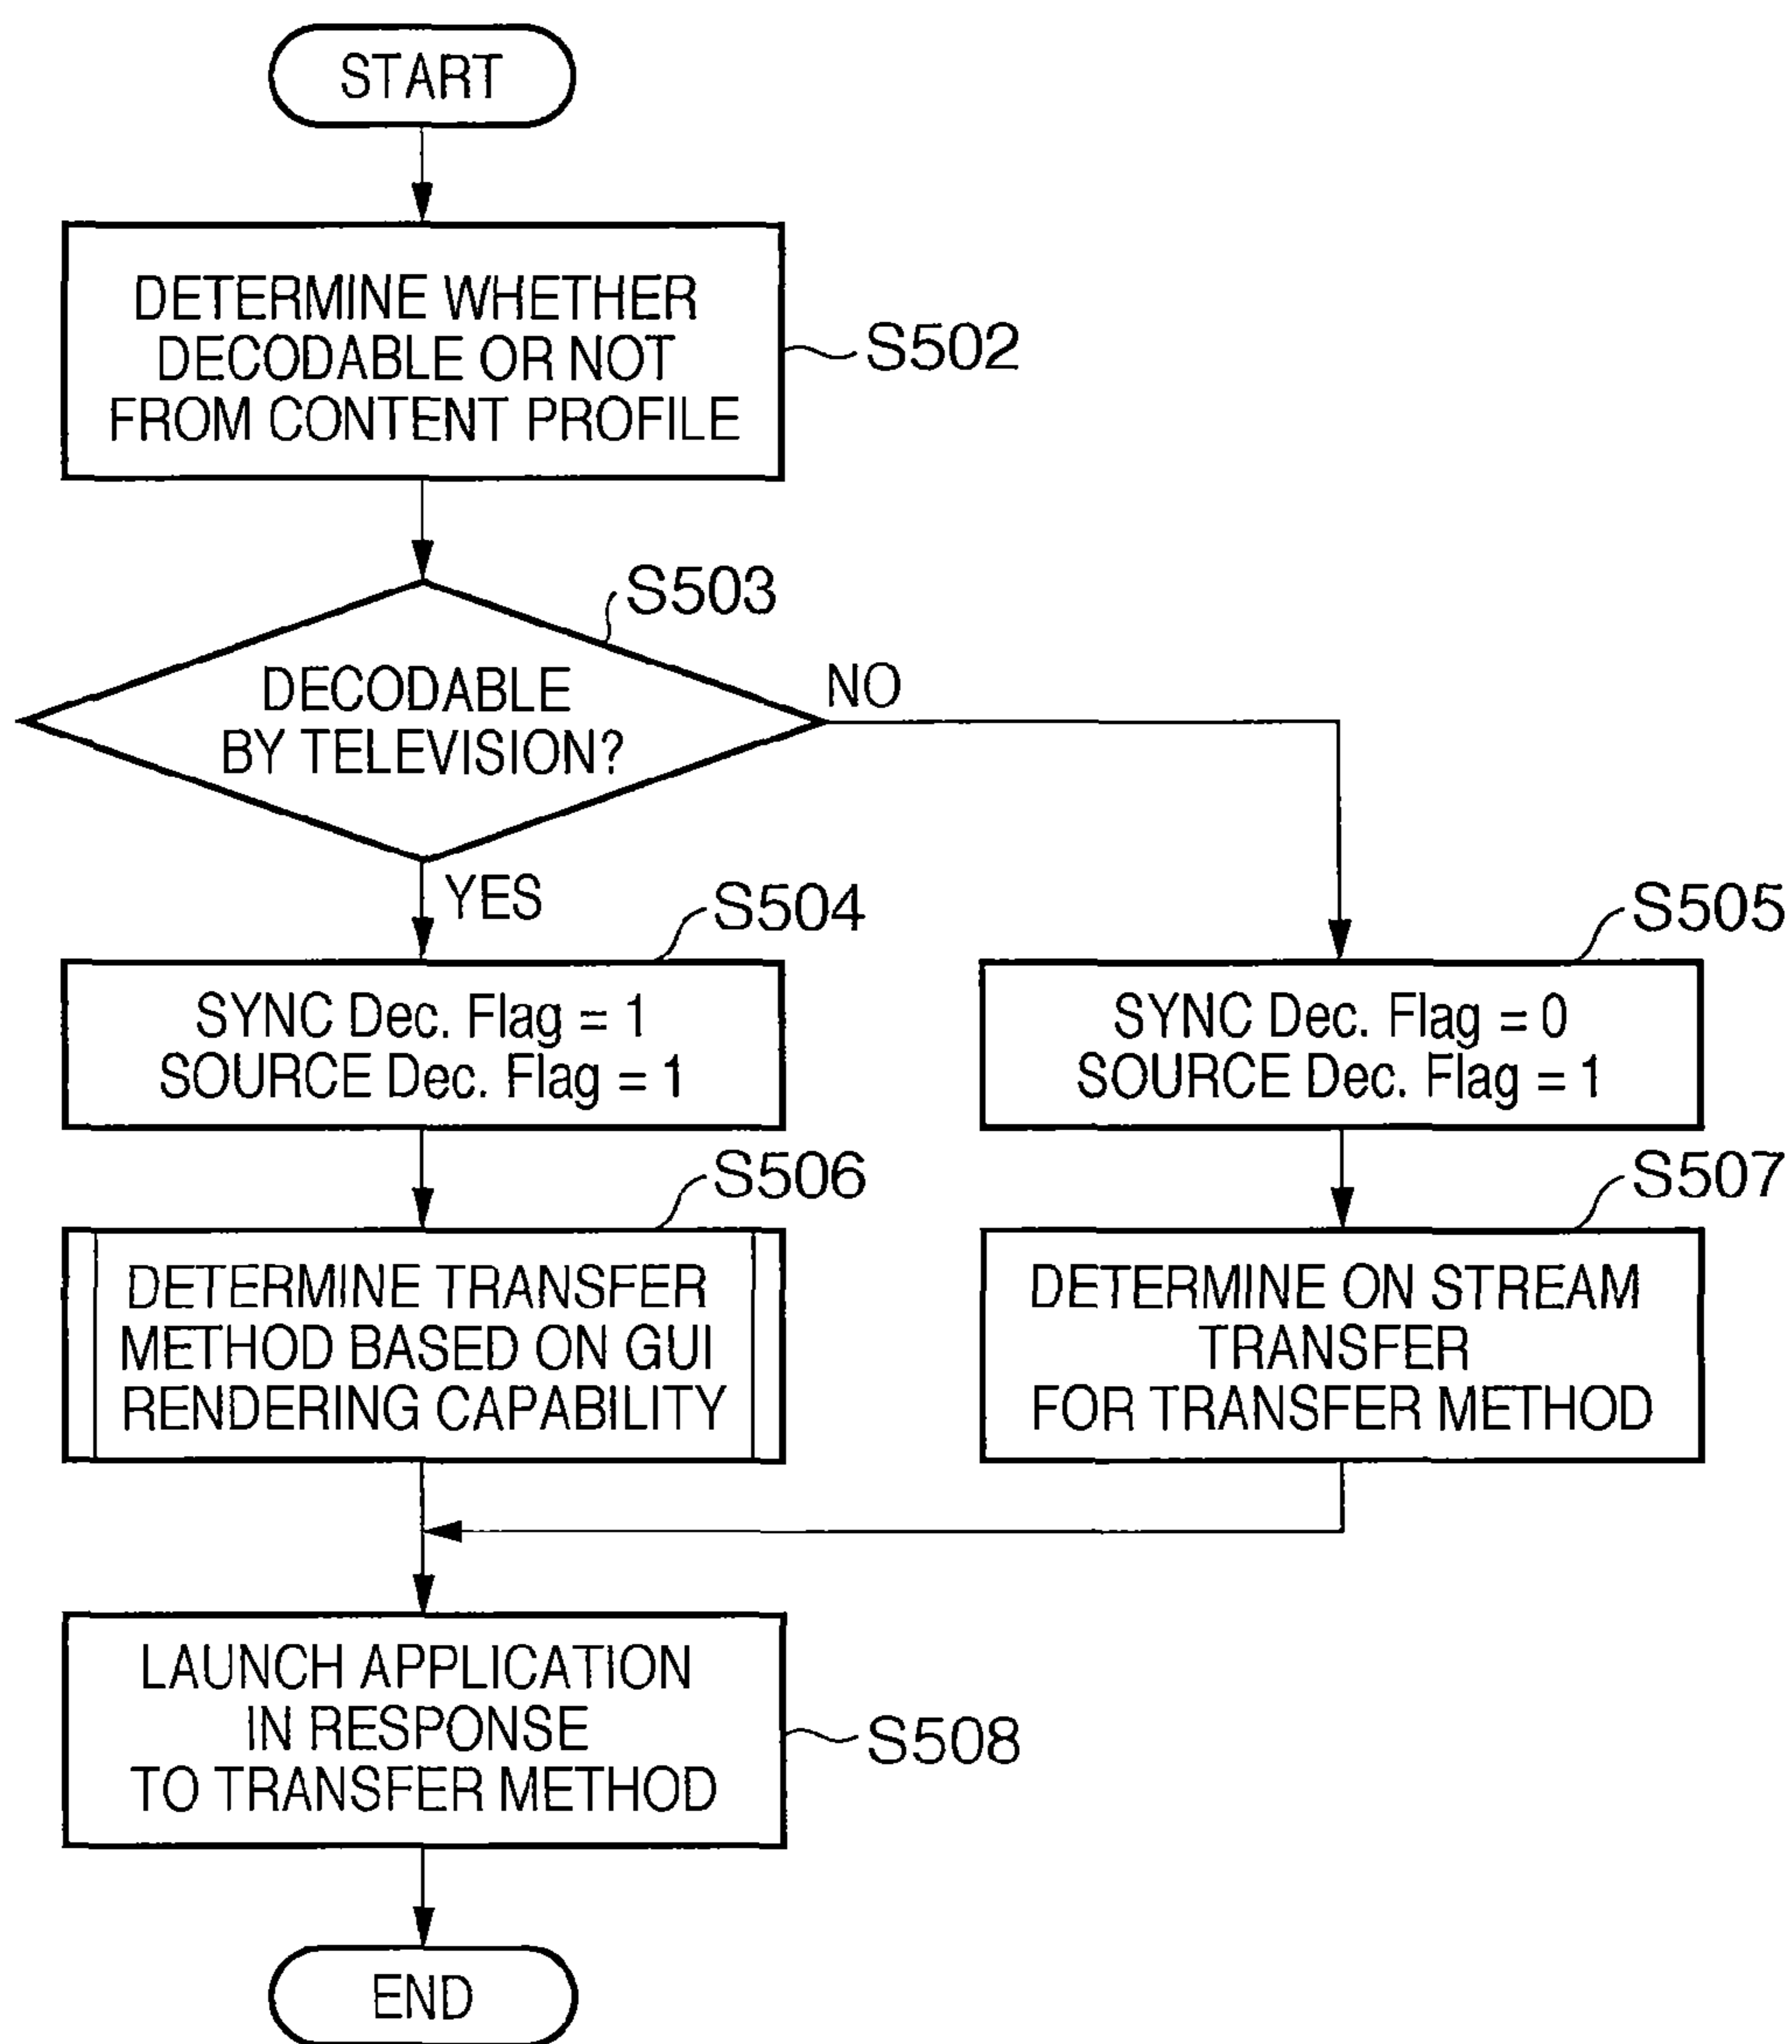 START
DETERMINE WHETHER
DECODABLE OR NOT
FROM CONTENT PROFILE
S502
S503
DECODABLE
BY TELEVISION?
NO
YES
S504
SYNC Dec. Flag = 1
SOURCE Dec. Flag = 1
S505
SYNC Dec. Flag = 0
SOURCE Dec. Flag = 1
S506
DETERMINE TRANSFER
METHOD BASED ON GUI
RENDERING CAPABILITY
S507
DETERMINE ON STREAM
TRANSFER
FOR TRANSFER METHOD
LAUNCH APPLICATION
IN RESPONSE
TO TRANSFER METHOD
S508
END